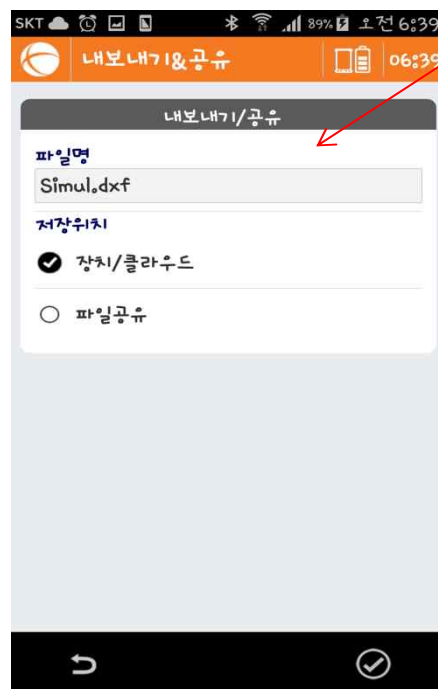 SKT 89% 오전 6:39
내보내기&공유 06:39
내보내기/공유
파일명
Simul.dxf
저장위치
장치/클라우드
파일공유